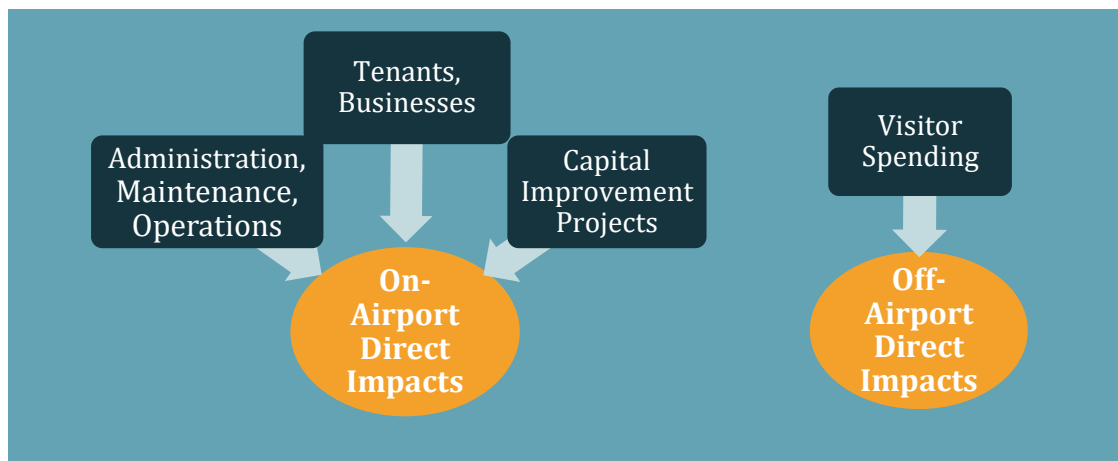 Tenants,
Businesses
Administration,
Maintenance,
Operations
Capital
Improvement
Projects
On-
Airport
Direct
Impacts
Visitor
Spending
Off-
Airport
Direct
Impacts